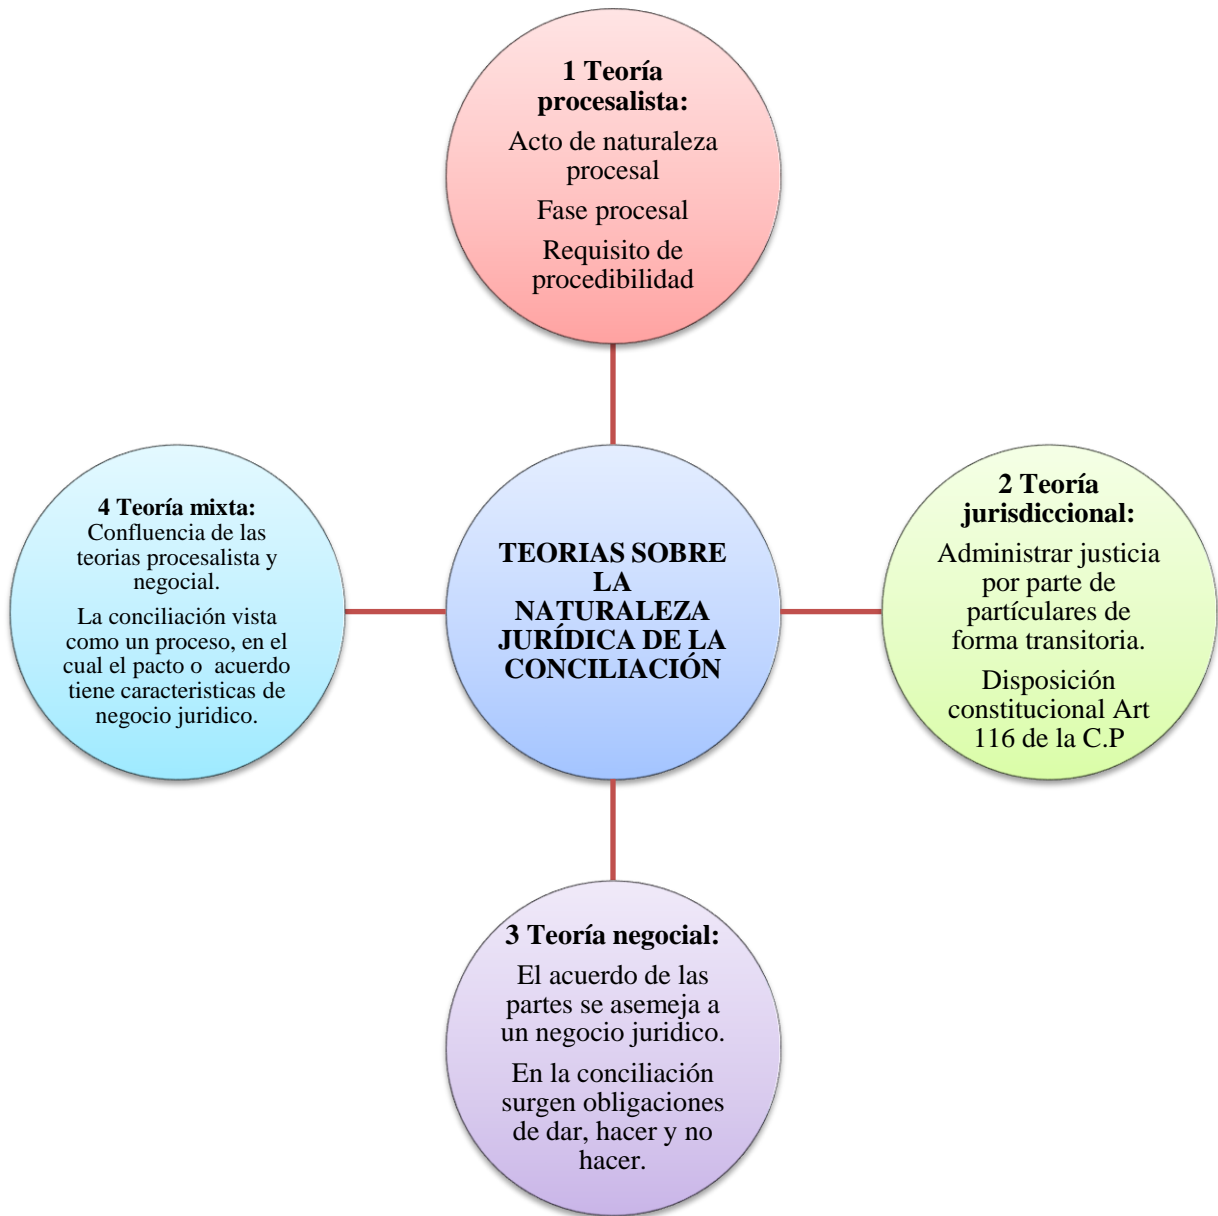 1 Teoría
procesalista:
Acto de naturaleza
procesal
Fase procesal
Requisito de
procedibilidad
TEORIAS SOBRE
LA
NATURALEZA
JURÍDICA DE LA
CONCILIACIÓN
2 Teoría
jurisdiccional:
Administrar justicia
por parte de
partículares de
forma transitoria.
Disposición
constitucional Art
116 de la C.P
3 Teoría negocial:
El acuerdo de las
partes se asemeja a
un negocio juridico.
En la conciliación
surgen obligaciones
de dar, hacer y no
hacer.
4 Teoría mixta:
Confluencia de las
teorias procesalista y
negocial.
La conciliación vista
como un proceso, en el
cual el pacto o acuerdo
tiene caracteristicas de
negocio juridico.